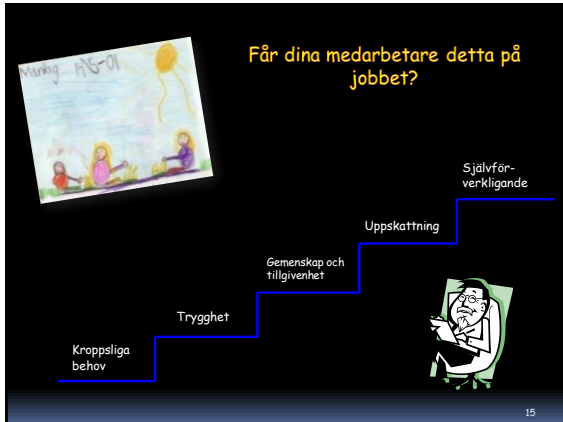 Får dina medarbetare detta på
jobbet?
Självför-
verkligande
Uppskattning
Gemenskap och
tillgivenhet
Trygghet
Kroppsliga
behov
15